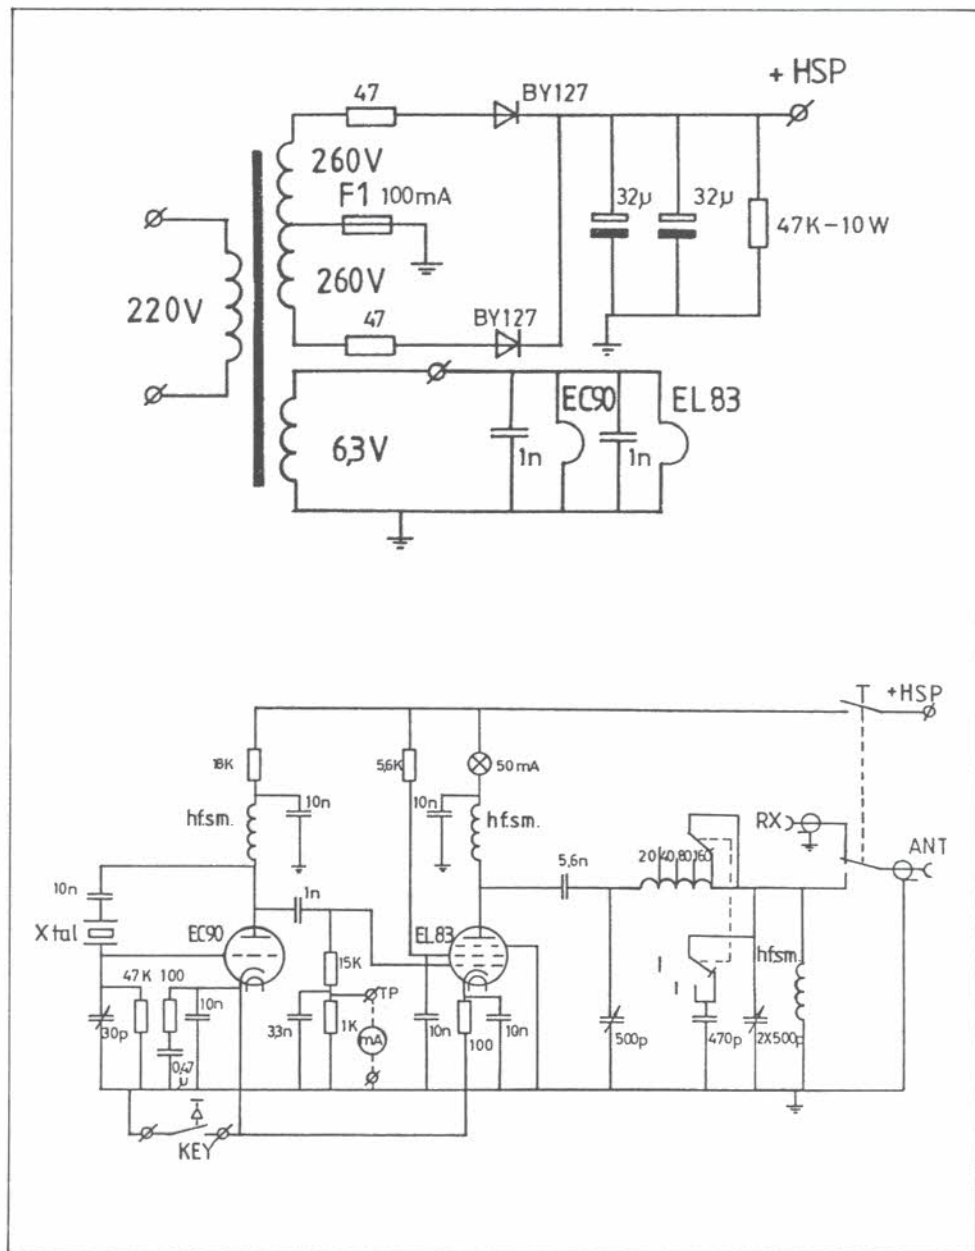 + HSP
47
BY127
260V
F1 100mA
32µ
32µ
47K-10W
220V
260V
47
BY127
EC90
EL83
6,3V
1n
1n
T
+HSP
18K
5,6K
50mA
10n
10n
hf.sm.
hf.sm.
RX
ANT
20 40 80 160
10n
5,6n
1n
Xtal
EC90
EL83
15K
hf.sm.
47K
100
10n
TP
30p
3,3n
1K
mA
10n
100
10n
500p
470p
2X500p
0,47
µ
KEY